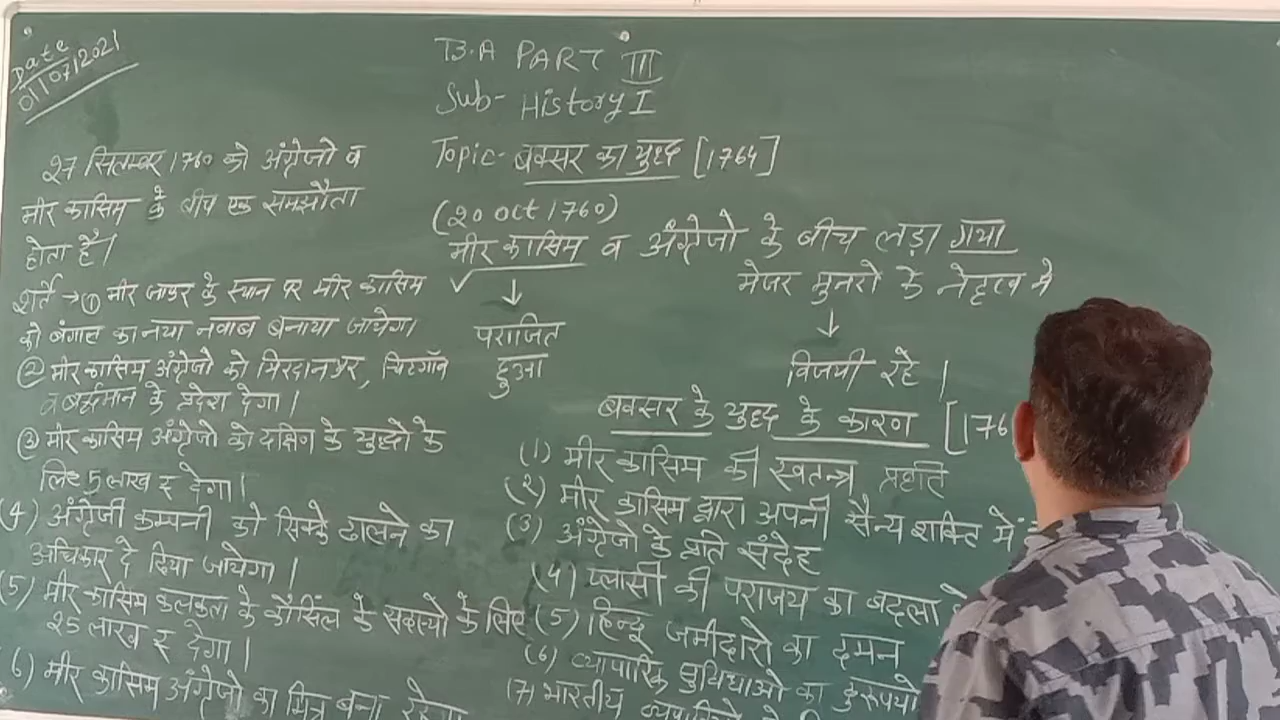 Date
01/07/2021
B.A PART III
Sub- History I
Topic- बक्सर का युद्ध [1764]
(20 oct 1760)
मीर कासिम व अंग्रेजो के बीच लड़ा गया
मेजर मुनरो के नेतृत्व मे
पराजित
हुआ
विजयी रहे |
27 सितम्बर 1760 को अंग्रेजो व
मीर कासिम के बीच एक समझौता
होता है|
शर्ते → ① मीर जाफर के स्थान पर मीर कासिम
को बंगाल का नया नवाब बनाया जायेगा|
② मीर कासिम अंग्रेजो को चिटगाँव
व बर्द्धमान के प्रदेश देगा|
③ मीर कासिम अंग्रेजो को दक्षिण के युद्धो के
लिए 5 लाख रु देगा|
(4) अंग्रेजी कम्पनी को सिक्के ढालने का
अधिकार दे दिया जायेगा|
(5) मीर कासिम कलकत्ता के कौसिंल के सदस्यो के लिए
25 लाख रु देगा|
(6) मीर कासिम अंग्रेजो का मित्र बना रहेगा
बक्सर के युद्ध के कारण [176
(1) मीर कासिम की स्वतन्त्र प्रवृति
(2) मीर कासिम द्वारा अपनी सैन्य शक्ति में
(3) अंग्रेजो के प्रति संदेह
(4) प्लासी की पराजय का बदला
(5) हिन्दू जमीदारो का दमन
(6) व्यापारिक सुविधाओ का दुरूपयो
(7) भारतीय